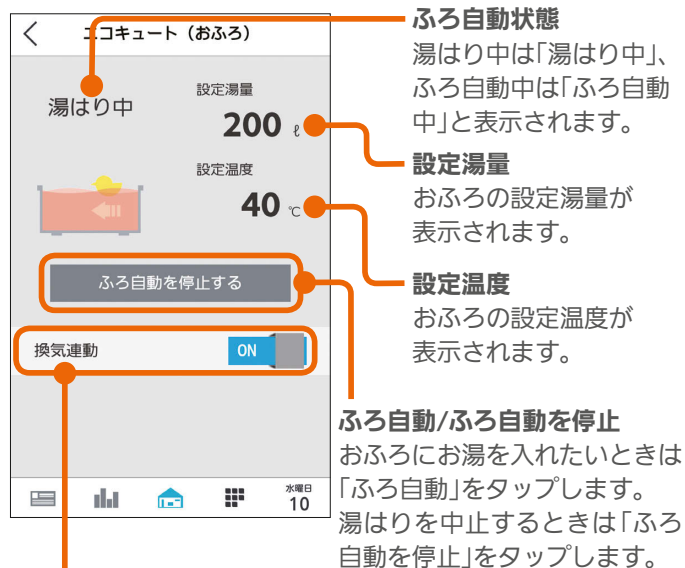 エコキュート（おふろ）
湯はり中
設定湯量
200 ℓ
設定温度
40 ℃
ふろ自動を停止する
換気連動
ON
水曜日
10
ふろ自動状態
湯はり中は「湯はり中」、
ふろ自動中は「ふろ自動
中」と表示されます。
設定湯量
おふろの設定湯量が
表示されます。
設定温度
おふろの設定温度が
表示されます。
ふろ自動/ふろ自動を停止
おふろにお湯を入れたいときは
「ふろ自動」をタップします。
湯はりを中止するときは「ふろ
自動を停止」をタップします。